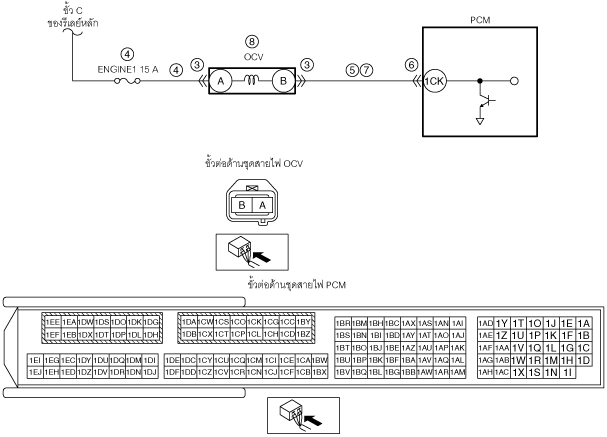 ขั้ว C
ของรีเลย์หลัก
PCM
④
ENGINE1 15 A
④
③
⑧
OCV
A
B
③
⑤⑦
⑥
1CK
ขั้วต่อด้านชุดสายไฟ OCV
B A
ขั้วต่อด้านชุดสายไฟ PCM
1EE 1EA 1DW 1DS 1DO 1DK 1DG
1EF 1EB 1DX 1DT 1DP 1DL 1DH
1EI 1EG 1EC 1DY 1DU 1DQ 1DM 1DI
1EJ 1EH 1ED 1DZ 1DV 1DR 1DN 1DJ
1DA 1CW 1CS 1CO 1CK 1CG 1CC 1BY
1DB 1CX 1CT 1CP 1CL 1CH 1CD 1BZ
1DE 1DC 1CY 1CU 1CQ 1CM 1CI 1CE 1CA 1BW
1DF 1DD 1CZ 1CV 1CR 1CN 1CJ 1CF 1CB 1BX
1BR 1BM 1BH 1BC 1AX 1AS 1AN 1AI
1BS 1BN 1BI 1BD 1AY 1AT 1AO 1AJ
1BT 1BO 1BJ 1BE 1AZ 1AU 1AP 1AK
1BU 1BP 1BK 1BF 1BA 1AV 1AQ 1AL
1BV 1BQ 1BL 1BG 1BB 1AW 1AR 1AM
1AD 1Y 1T 1O 1J 1E 1A
1AE 1Z 1U 1P 1K 1F 1B
1AF 1AA 1V 1Q 1L 1G 1C
1AG 1AB 1W 1R 1M 1H 1D
1AH 1AC 1X 1S 1N 1I